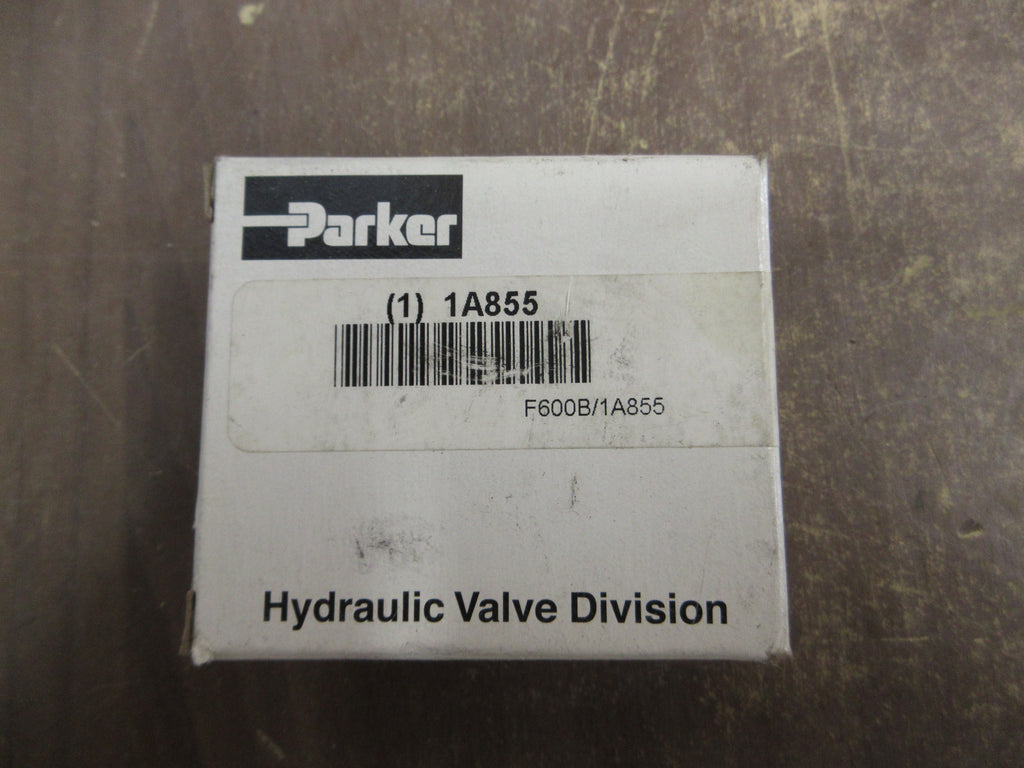 Parker
(1) 1A855
F600B/1A855
Hydraulic Valve Division